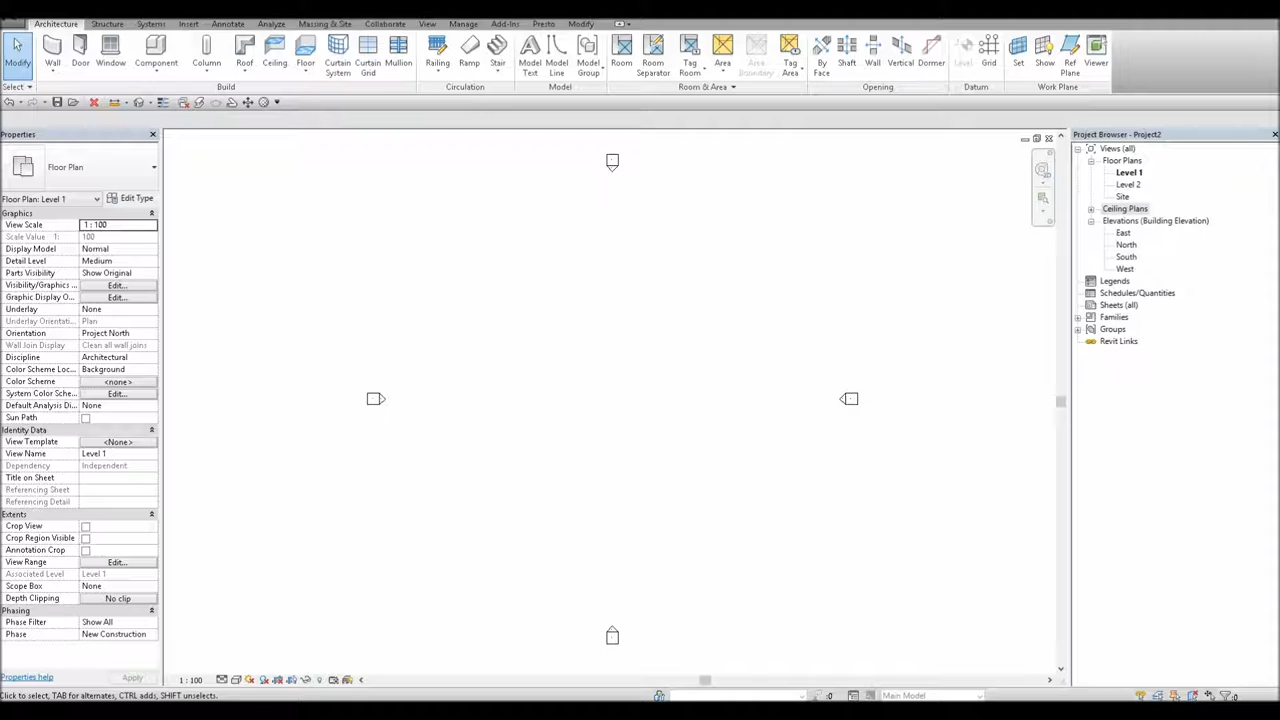 Architecture Structure Systems Insert Annotate Analyze Massing & Site Collaborate View Manage Add-Ins Presto Modify
Modify Wall Door Window Component Column Roof Ceiling Floor Curtain System Curtain Grid Mullion Railing Ramp Stair Model Text Model Line Model Group Room Room Separator Tag Room Area Area Boundary Tag Area By Face Shaft Wall Vertical Dormer Level Grid Set Show Ref Plane Viewer
Select Build Circulation Model Room & Area Opening Datum Work Plane
Properties
Floor Plan
Floor Plan: Level 1 Edit Type
Graphics
View Scale 1 : 100
Scale Value 1: 100
Display Model Normal
Detail Level Medium
Parts Visibility Show Original
Visibility/Graphics ... Edit...
Graphic Display O... Edit...
Underlay None
Underlay Orientati... Plan
Orientation Project North
Wall Join Display Clean all wall joins
Discipline Architectural
Color Scheme Loc... Background
Color Scheme <none>
System Color Sche... Edit...
Default Analysis Di... None
Sun Path
Identity Data
View Template <None>
View Name Level 1
Dependency Independent
Title on Sheet
Referencing Sheet
Referencing Detail
Extents
Crop View
Crop Region Visible
Annotation Crop
View Range Edit...
Associated Level Level 1
Scope Box None
Depth Clipping No clip
Phasing
Phase Filter Show All
Phase New Construction
Properties help Apply
1 : 100
Project Browser - Project2
Views (all)
Floor Plans
Level 1
Level 2
Site
Ceiling Plans
Elevations (Building Elevation)
East
North
South
West
Legends
Schedules/Quantities
Sheets (all)
Families
Groups
Revit Links
Click to select, TAB for alternates, CTRL adds, SHIFT unselects. :0 Main Model :0